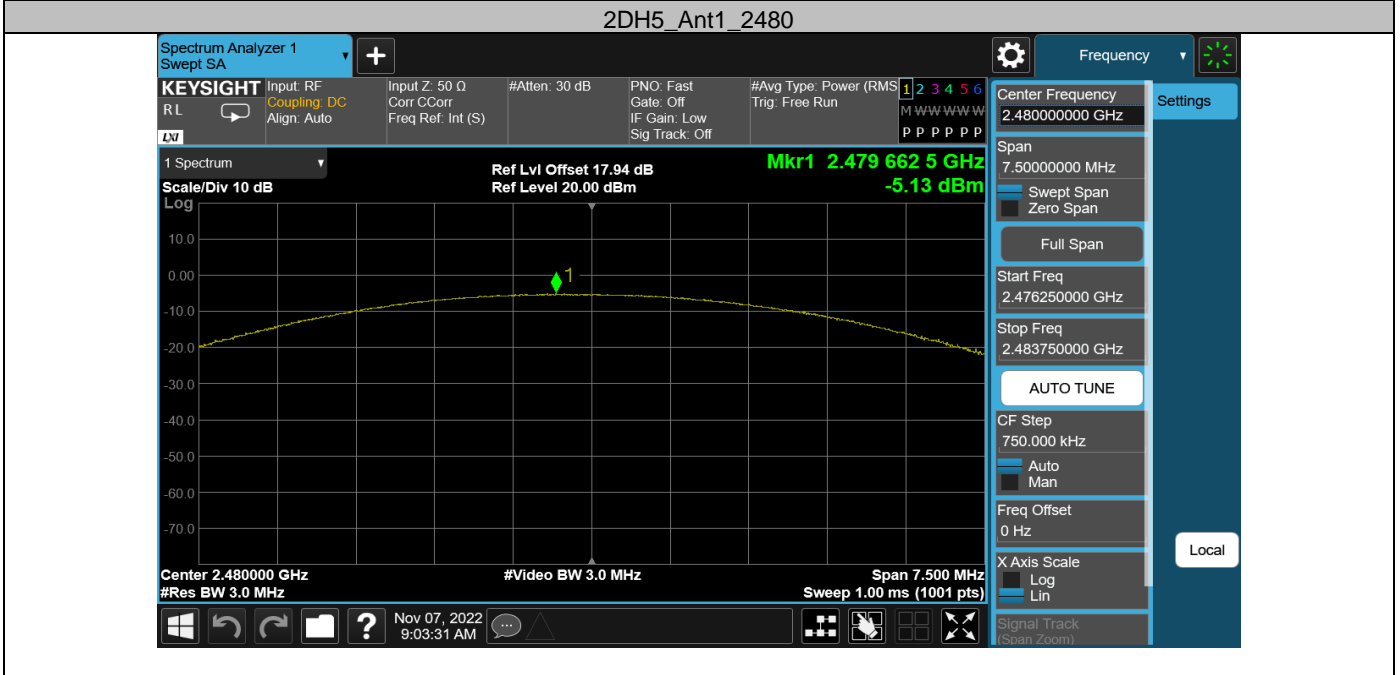 2DH5_Ant1_2480
Spectrum Analyzer 1
Swept SA
+
Frequency
KEYSIGHT
RL
LXI
Input: RF
Coupling: DC
Align: Auto
Input Z: 50 Ω
Corr CCorr
Freq Ref: Int (S)
#Atten: 30 dB
PNO: Fast
Gate: Off
IF Gain: Low
Sig Track: Off
#Avg Type: Power (RMS
Trig: Free Run
1 2 3 4 5 6
M W W W W W
P P P P P P
1 Spectrum
Scale/Div 10 dB
Log
Ref Lvl Offset 17.94 dB
Ref Level 20.00 dBm
Mkr1 2.479 662 5 GHz
-5.13 dBm
1
10.0
0.00
-10.0
-20.0
-30.0
-40.0
-50.0
-60.0
-70.0
Center 2.480000 GHz
#Res BW 3.0 MHz
#Video BW 3.0 MHz
Span 7.500 MHz
Sweep 1.00 ms (1001 pts)
Center Frequency
2.480000000 GHz
Span
7.50000000 MHz
Swept Span
Zero Span
Full Span
Start Freq
2.476250000 GHz
Stop Freq
2.483750000 GHz
AUTO TUNE
CF Step
750.000 kHz
Auto
Man
Freq Offset
0 Hz
X Axis Scale
Log
Lin
Signal Track
(Span Zoom)
Settings
Local
?
Nov 07, 2022
9:03:31 AM